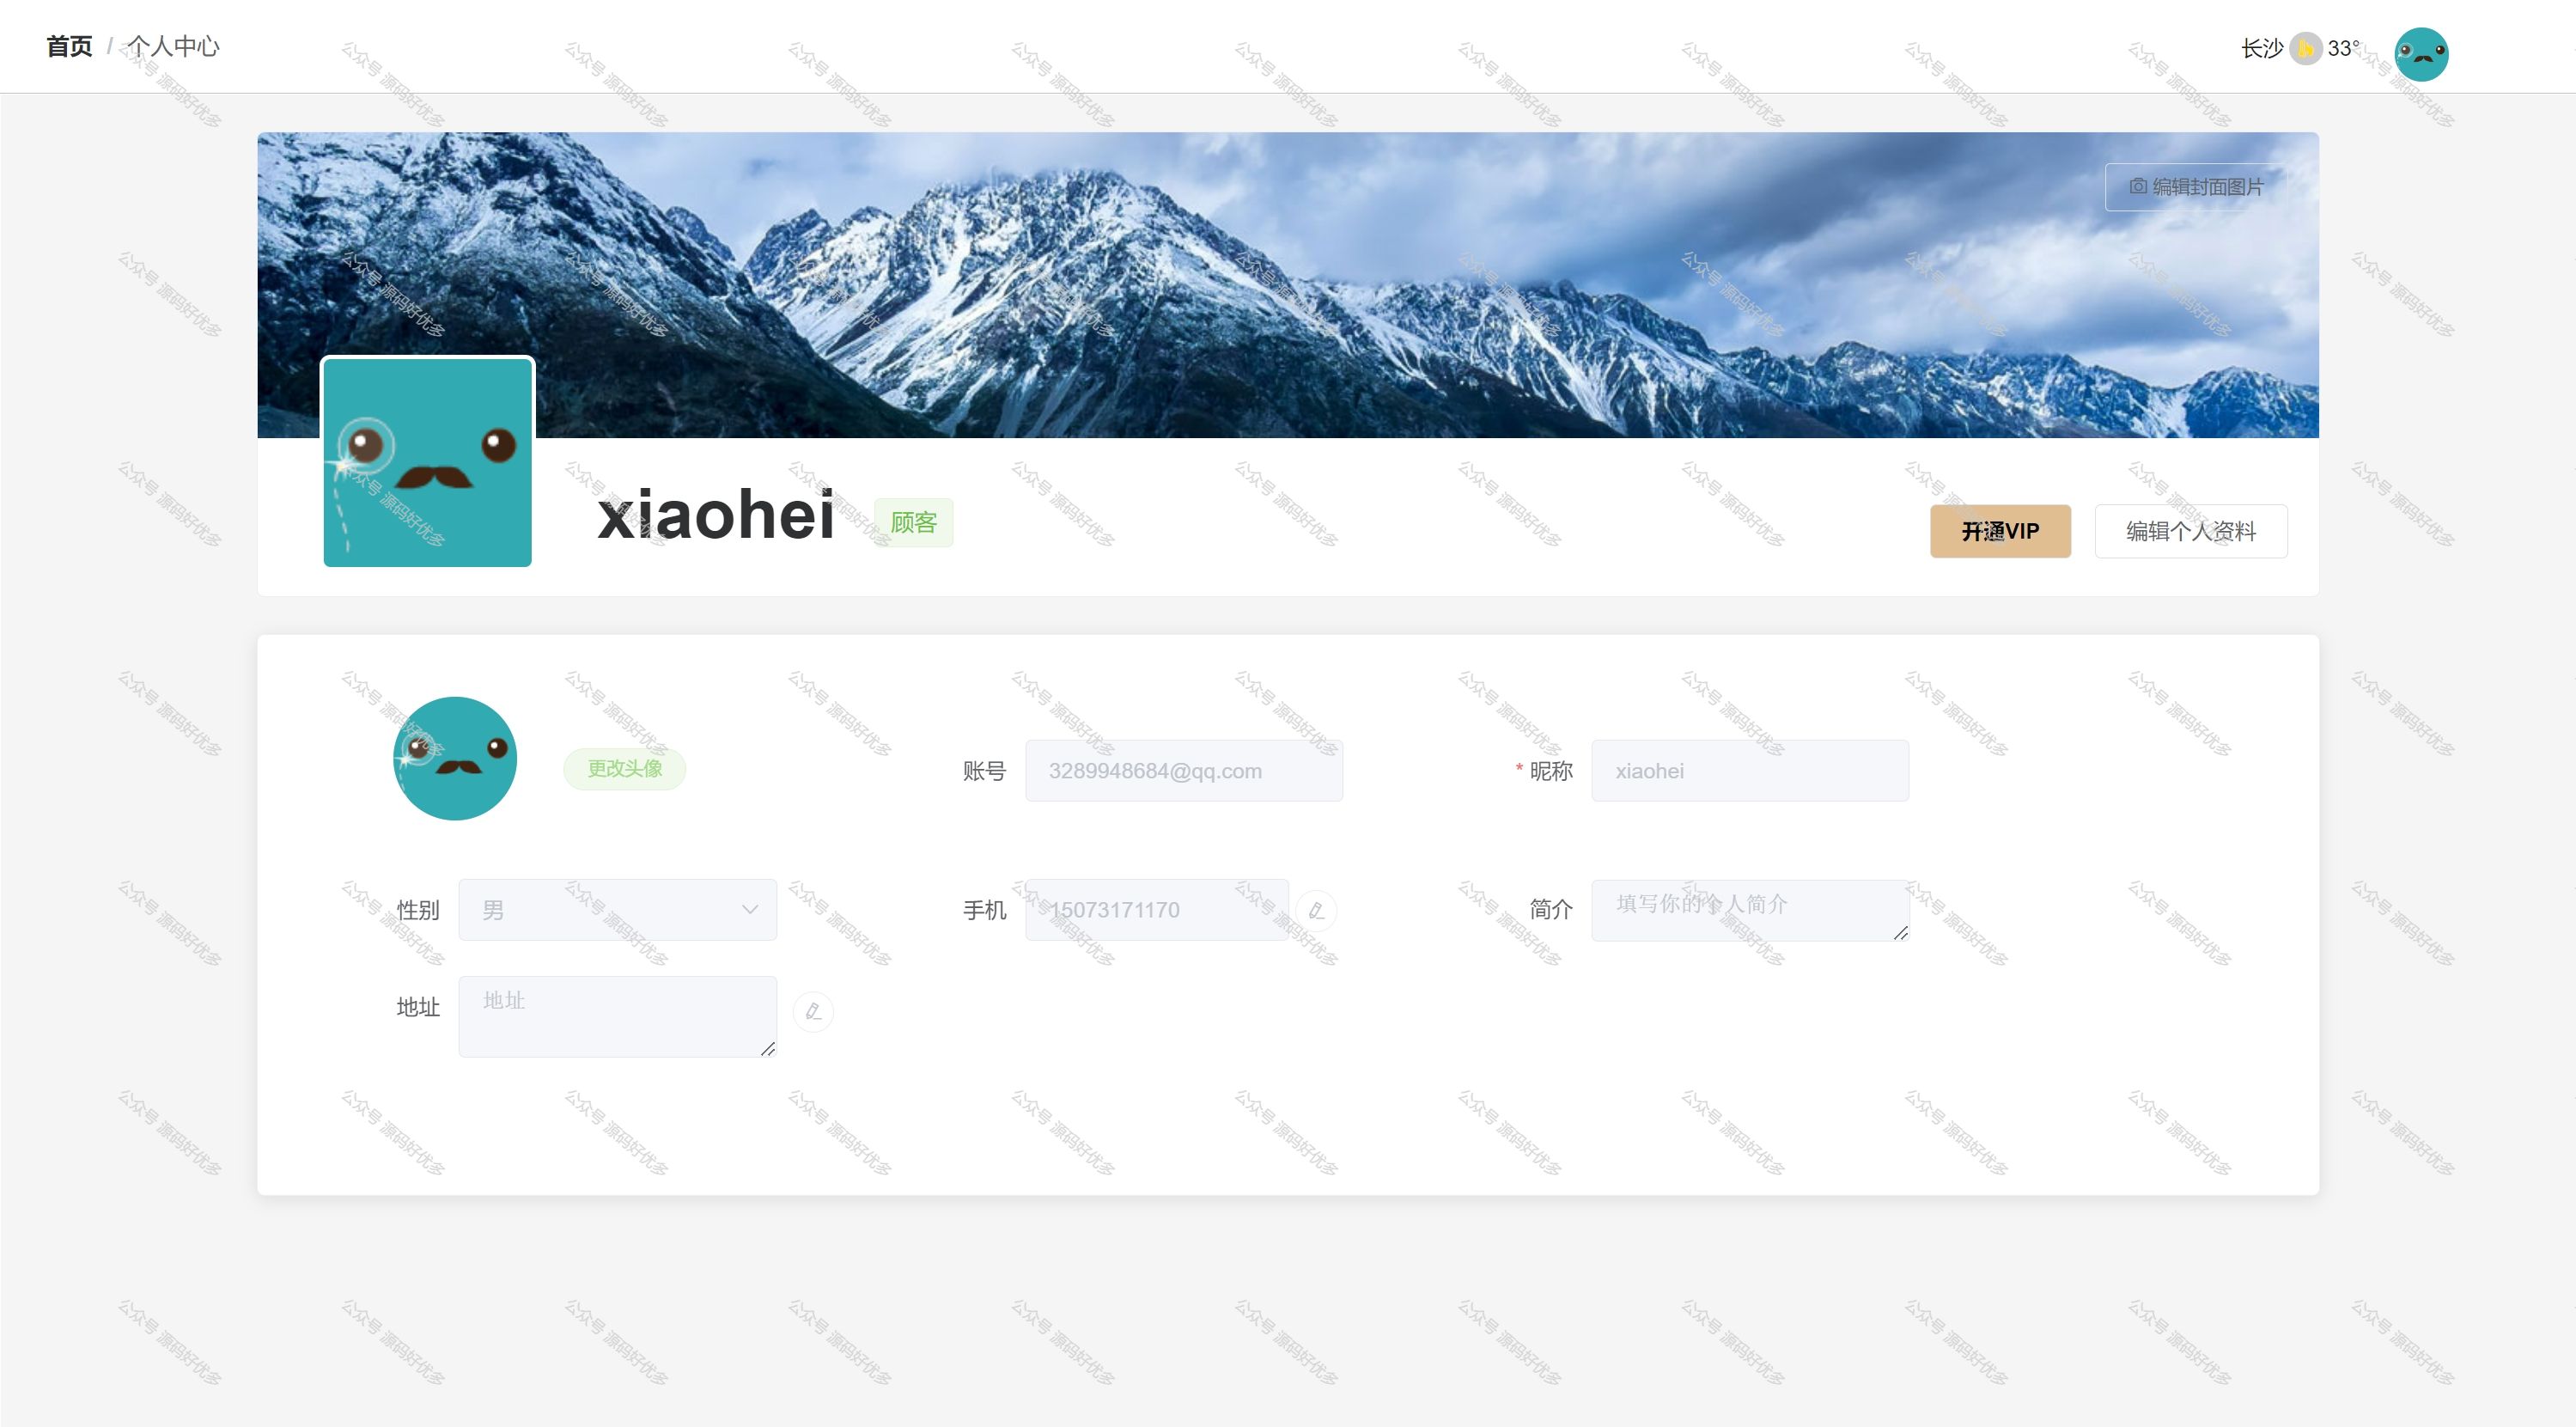 首页 / 个人中心
长沙 33°
编辑封面图片
xiaohei 顾客
开通VIP 编辑个人资料
更改头像 账号 3289948684@qq.com * 昵称 xiaohei
性别 男 手机 15073171170 简介 填写你的个人简介
地址 地址
公众号 源码好优多